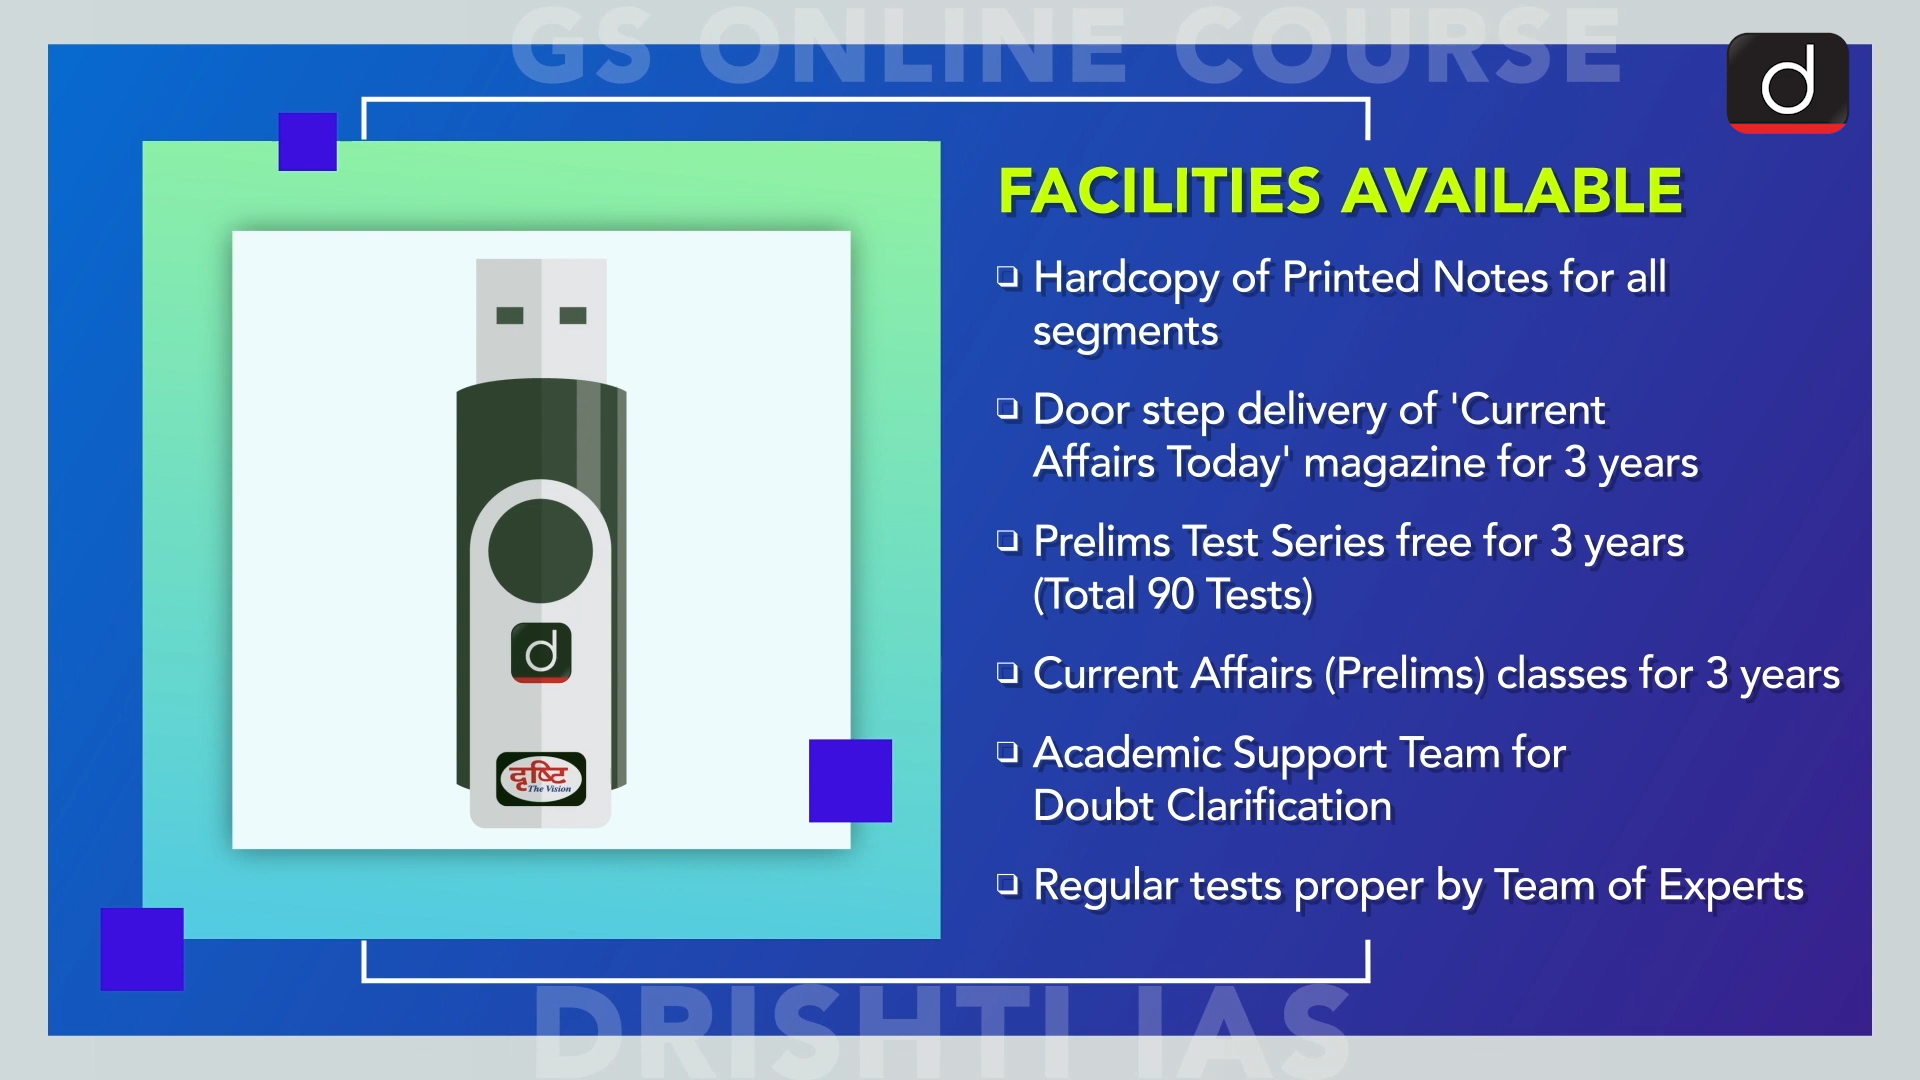 GS ONLINE COURSE
d
FACILITIES AVAILABLE
❏ Hardcopy of Printed Notes for all
segments
❏ Door step delivery of 'Current
Affairs Today' magazine for 3 years
❏ Prelims Test Series free for 3 years
(Total 90 Tests)
❏ Current Affairs (Prelims) classes for 3 years
❏ Academic Support Team for
Doubt Clarification
❏ Regular tests proper by Team of Experts
d
दृष्टि
The Vision
DRISHTI IAS